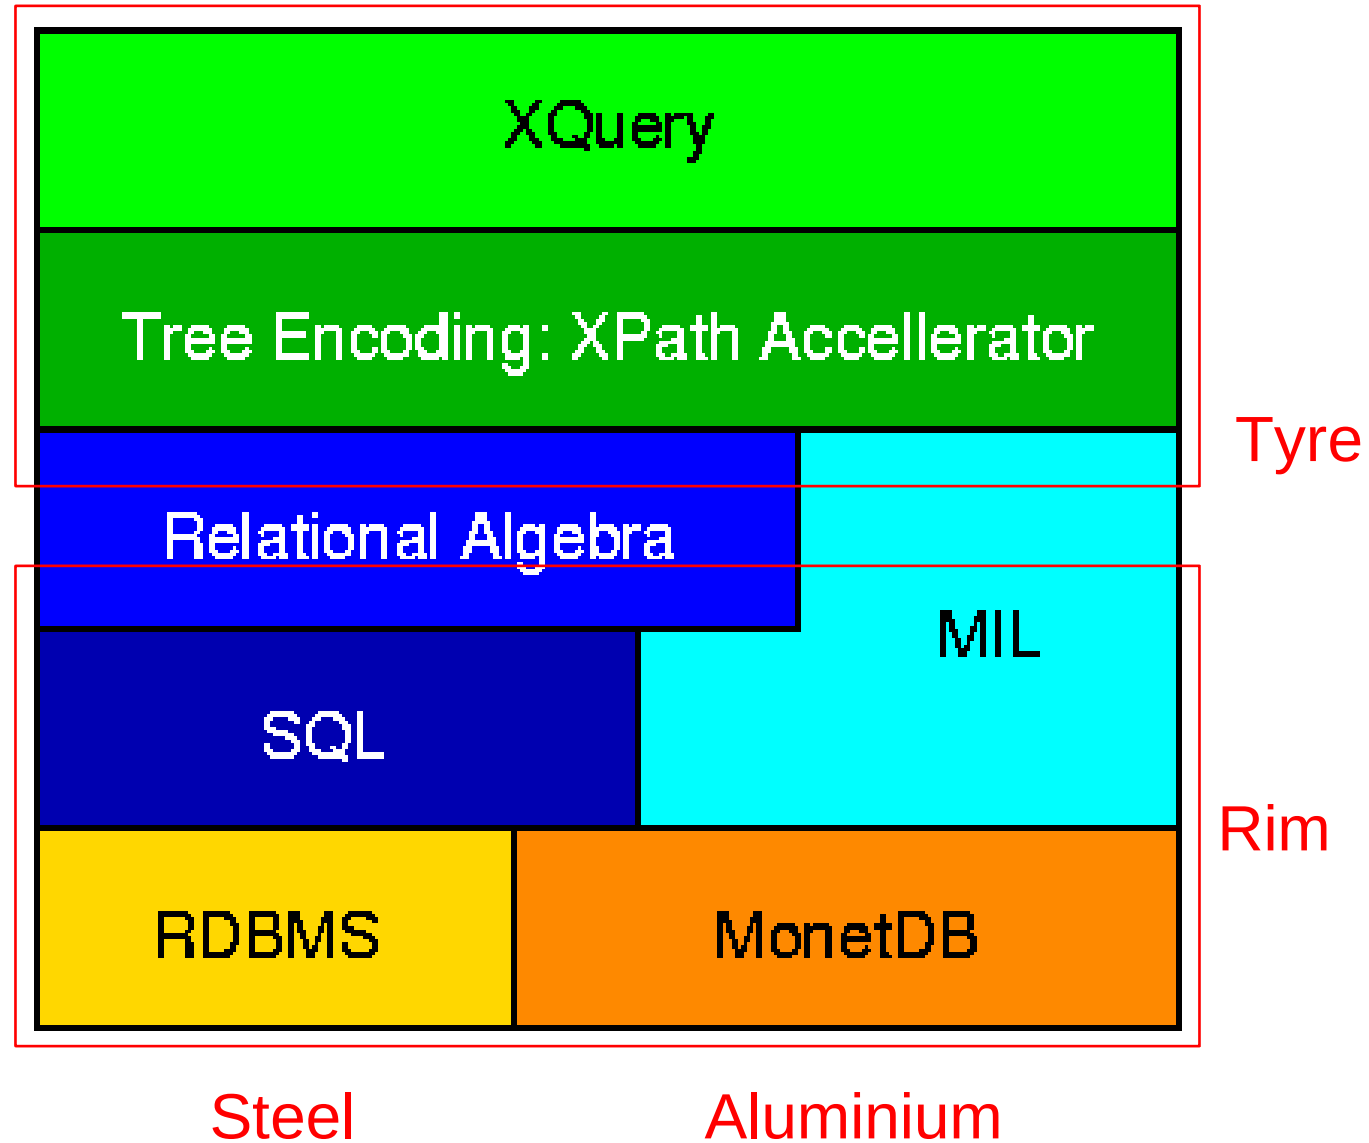 XQuery
Tree Encoding: XPath Accellerator
Tyre
Relational Algebra
MIL
SQL
Rim
RDBMS
MonetDB
Steel
Aluminium